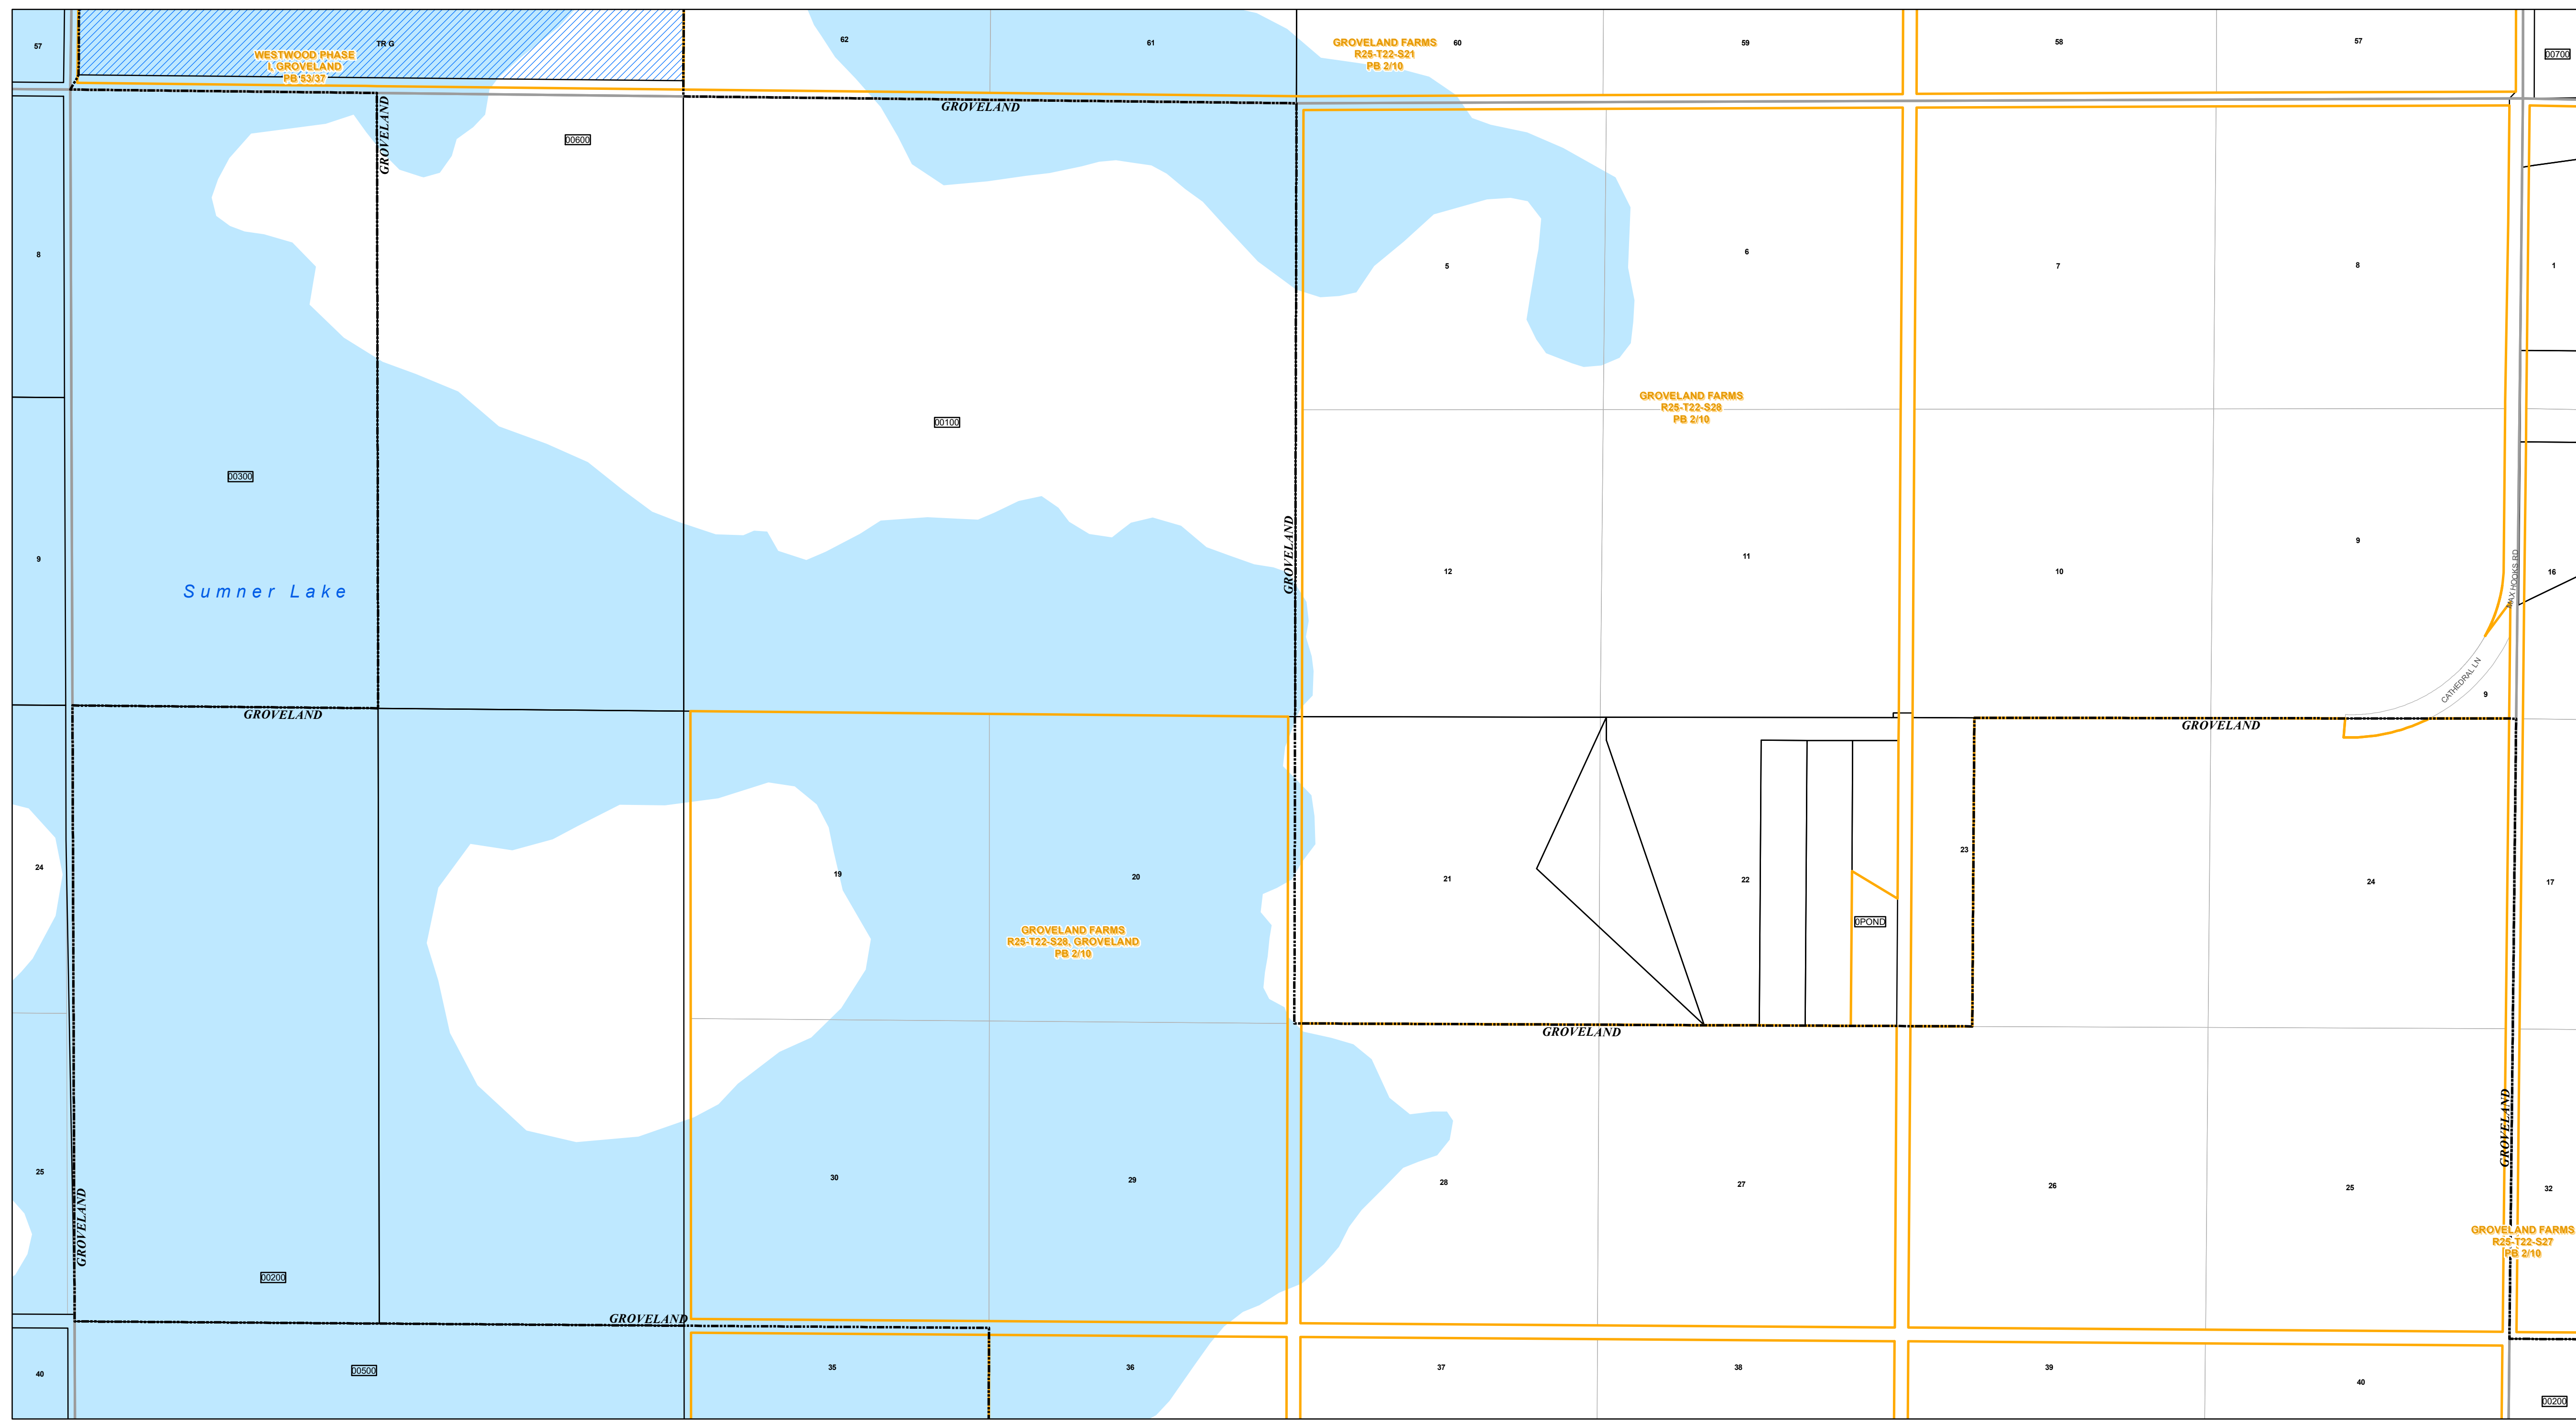 57
TR G
WESTWOOD PHASE
I, GROVELAND
PB 53/37
62
61
GROVELAND FARMS
R25-T22-S21
PB 2/10
60
59
58
57
00700
GROVELAND
GROVELAND
00600
8
5
6
7
8
1
GROVELAND FARMS
R25-T22-S28
PB 2/10
00100
00300
9
Sumner Lake
GROVELAND
12
11
10
9
MAX HOOKS RD
16
CATHEDRAL LN
9
GROVELAND
GROVELAND
24
19
20
21
22
23
24
17
0POND
GROVELAND FARMS
R25-T22-S28, GROVELAND
PB 2/10
GROVELAND
GROVELAND
25
30
29
28
27
26
25
32
GROVELAND
GROVELAND FARMS
R25-T22-S27
PB 2/10
00200
GROVELAND
40
00500
35
36
37
38
39
40
00200